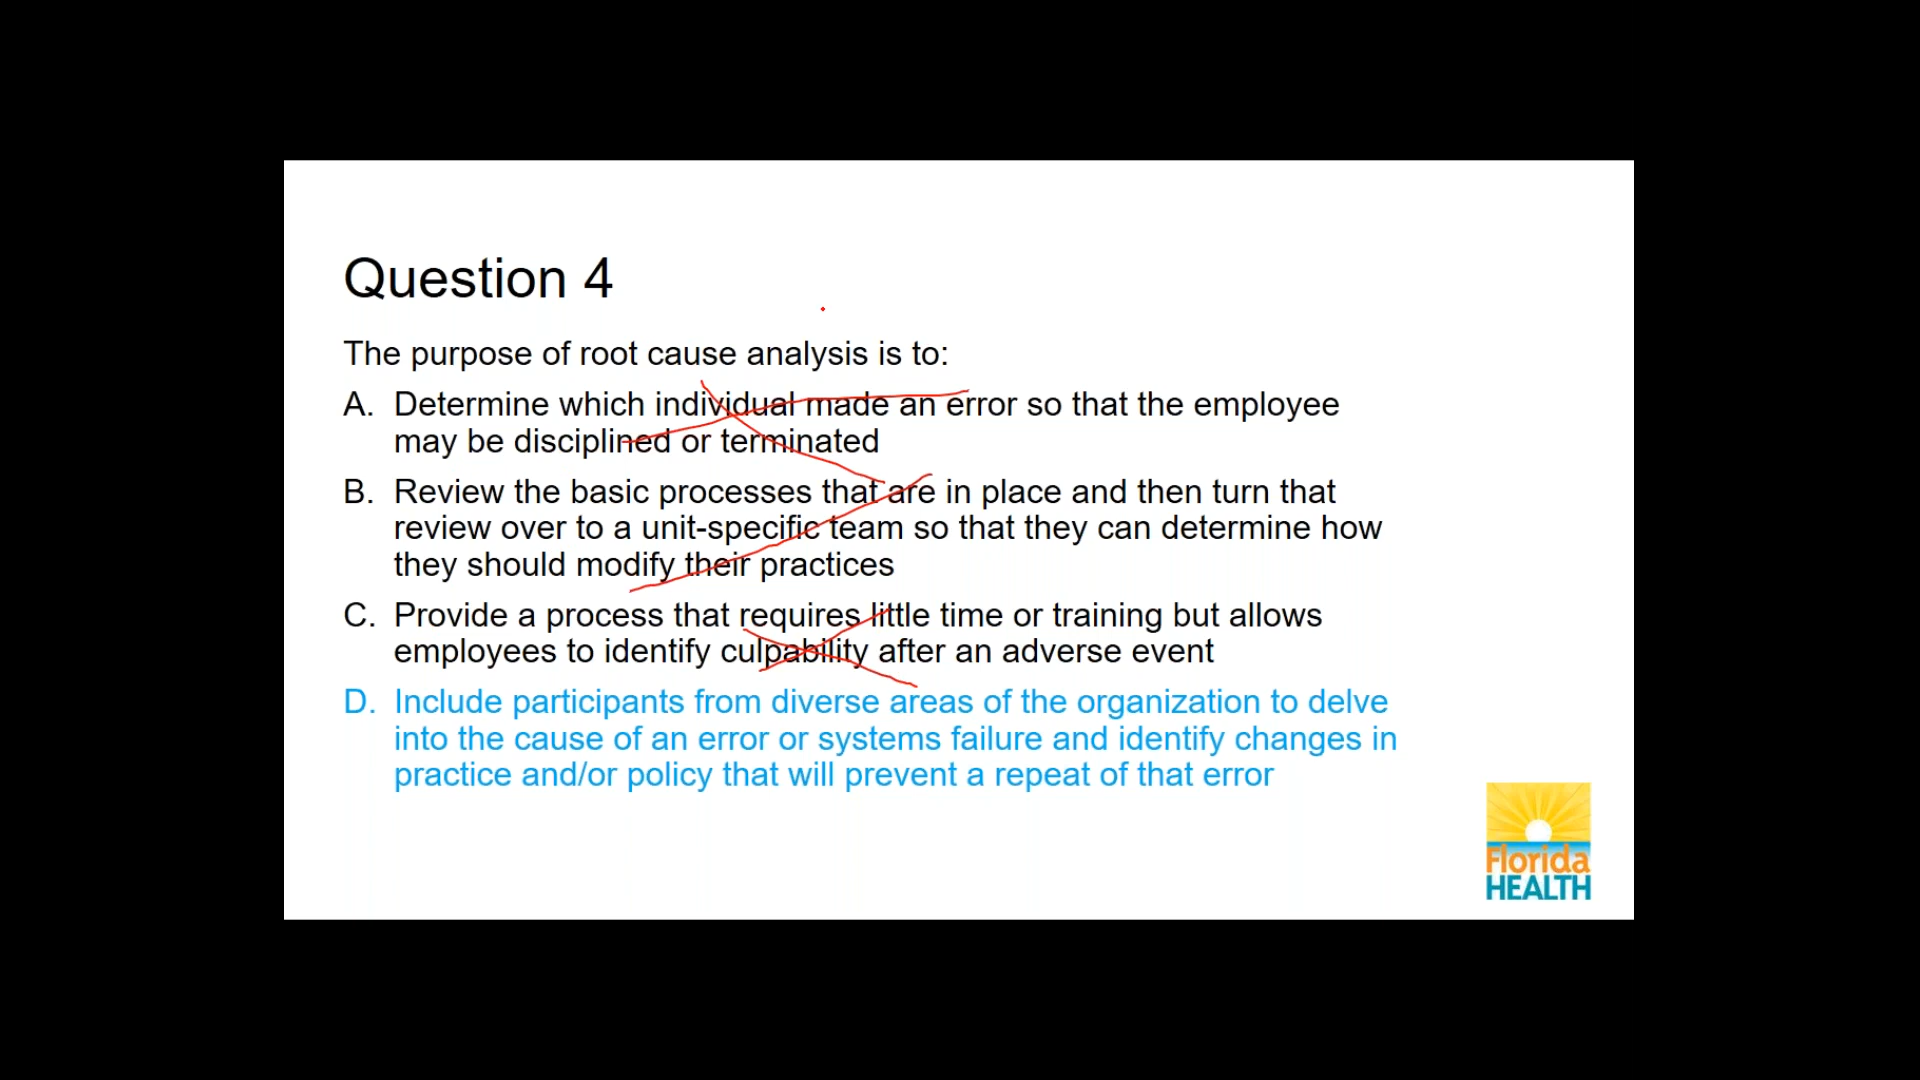 Question 4
The purpose of root cause analysis is to:
A. Determine which individual made an error so that the employee
may be disciplined or terminated
B. Review the basic processes that are in place and then turn that
review over to a unit-specific team so that they can determine how
they should modify their practices
C. Provide a process that requires little time or training but allows
employees to identify culpability after an adverse event
D. Include participants from diverse areas of the organization to delve
into the cause of an error or systems failure and identify changes in
practice and/or policy that will prevent a repeat of that error
Florida
HEALTH